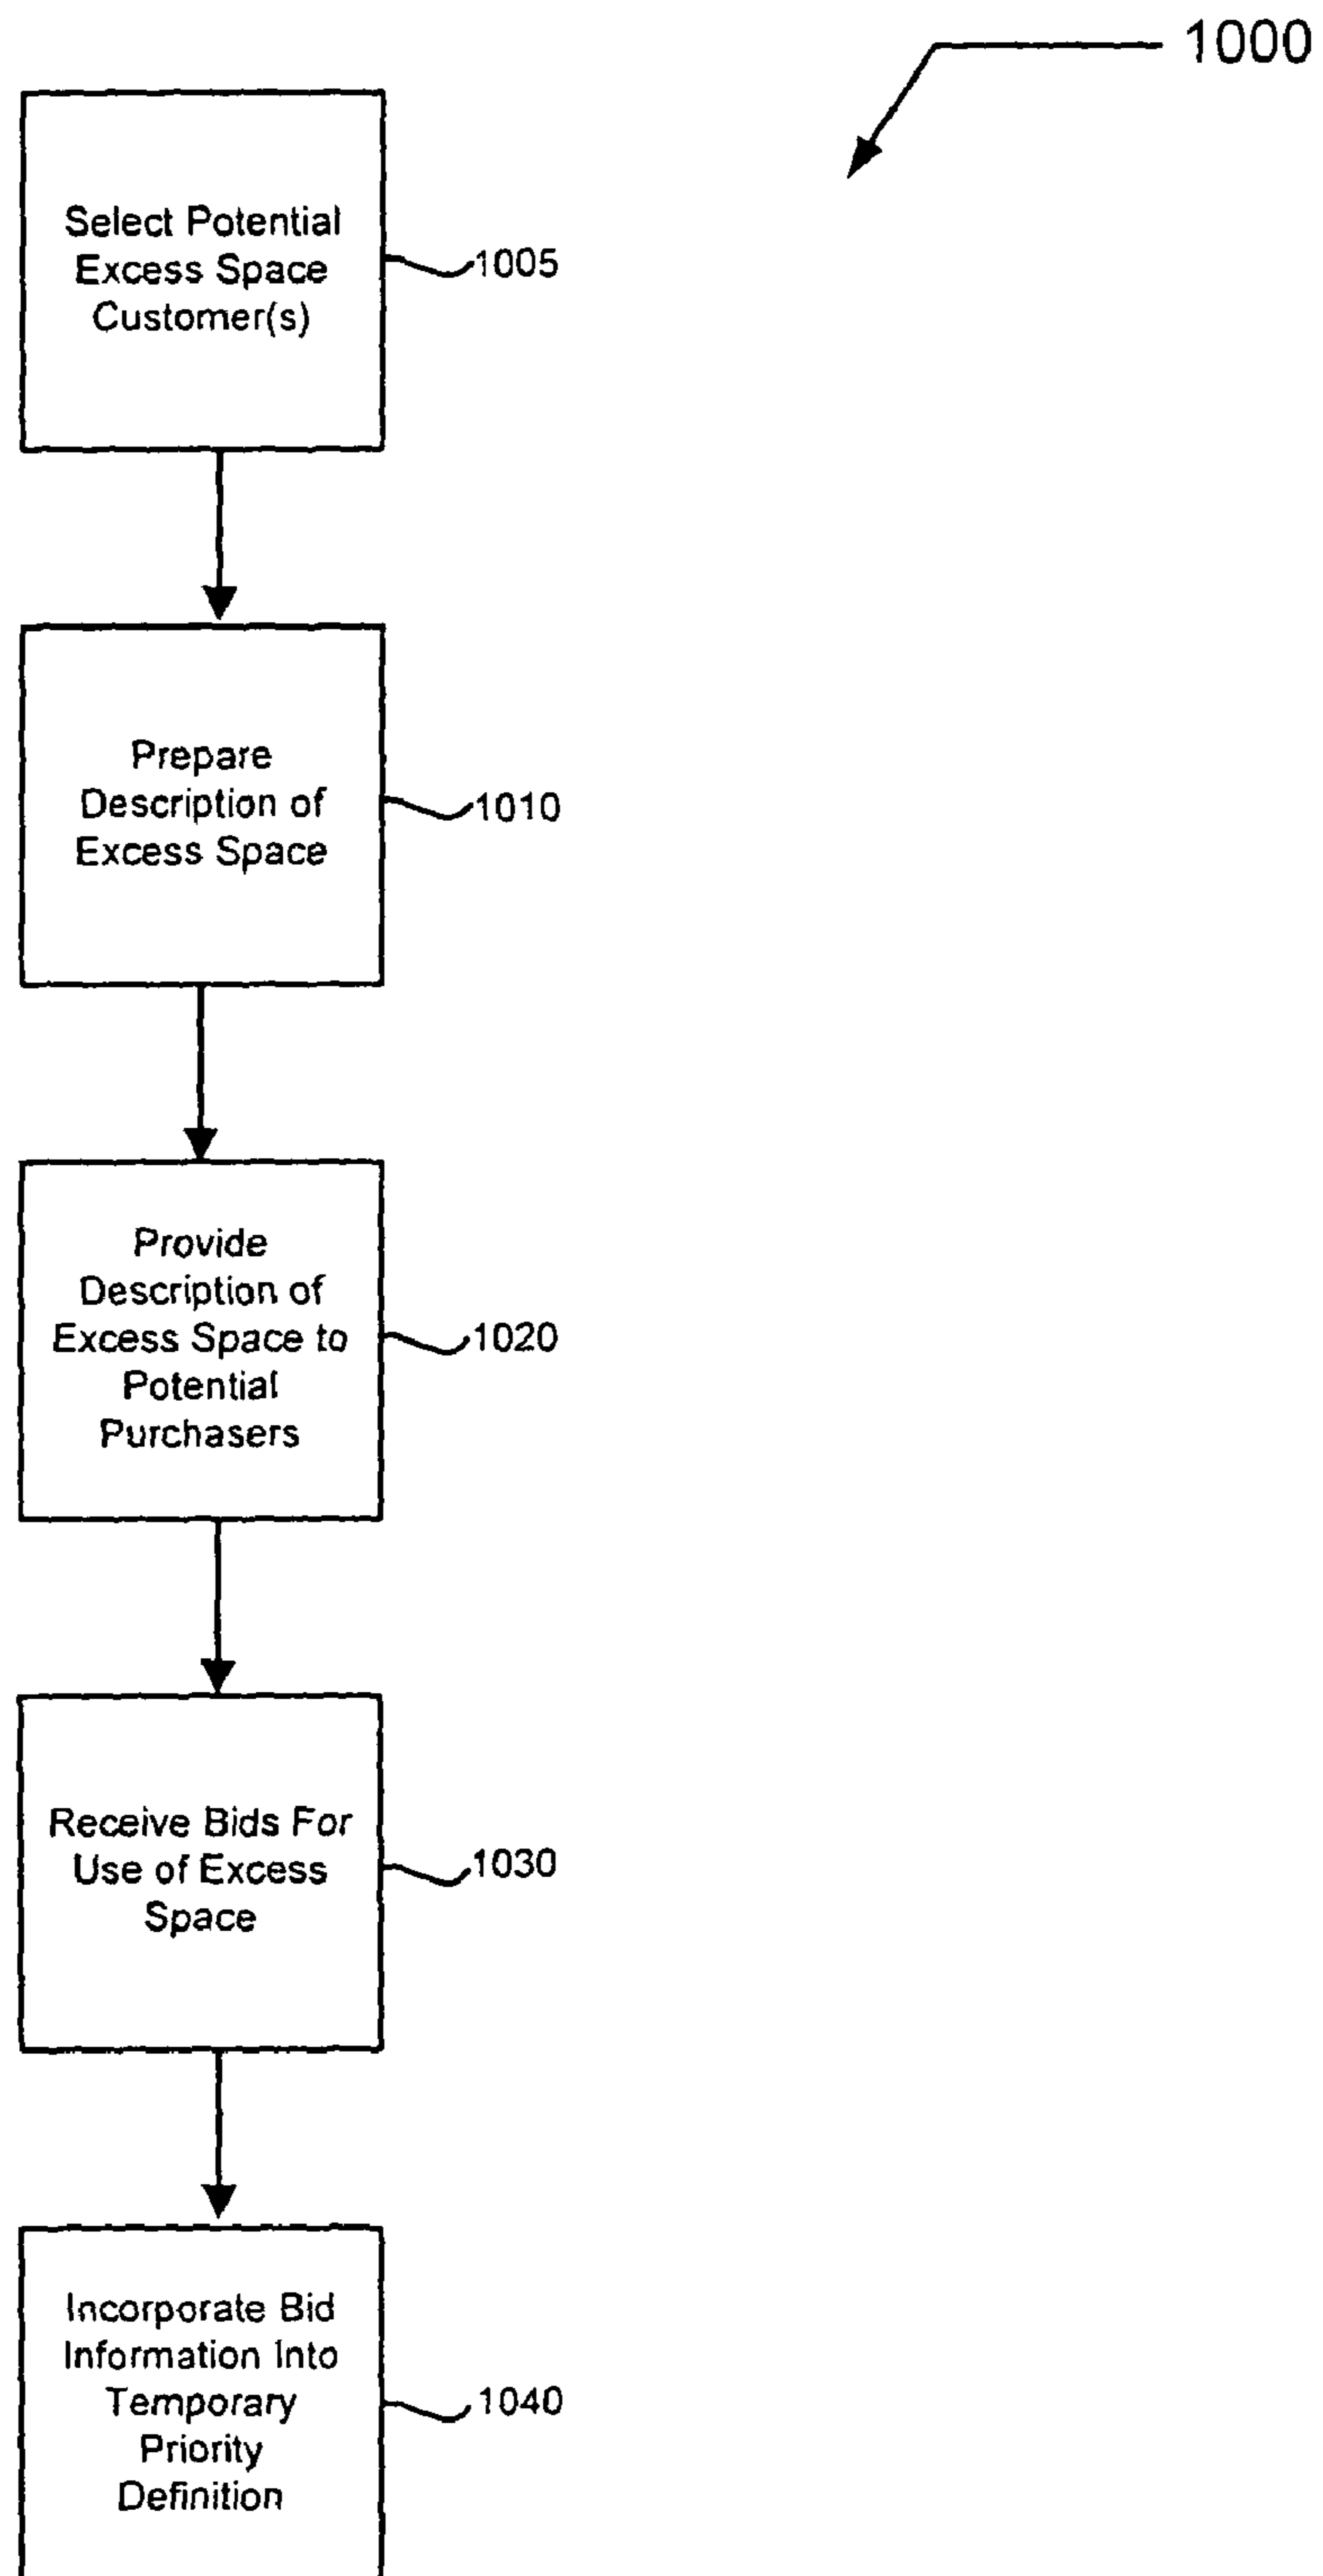 1000
Select Potential
Excess Space
Customer(s)
1005
Prepare
Description of
Excess Space
1010
Provide
Description of
Excess Space to
Potential
Purchasers
1020
Receive Bids For
Use of Excess
Space
1030
Incorporate Bid
Information Into
Temporary
Priority
Definition
1040